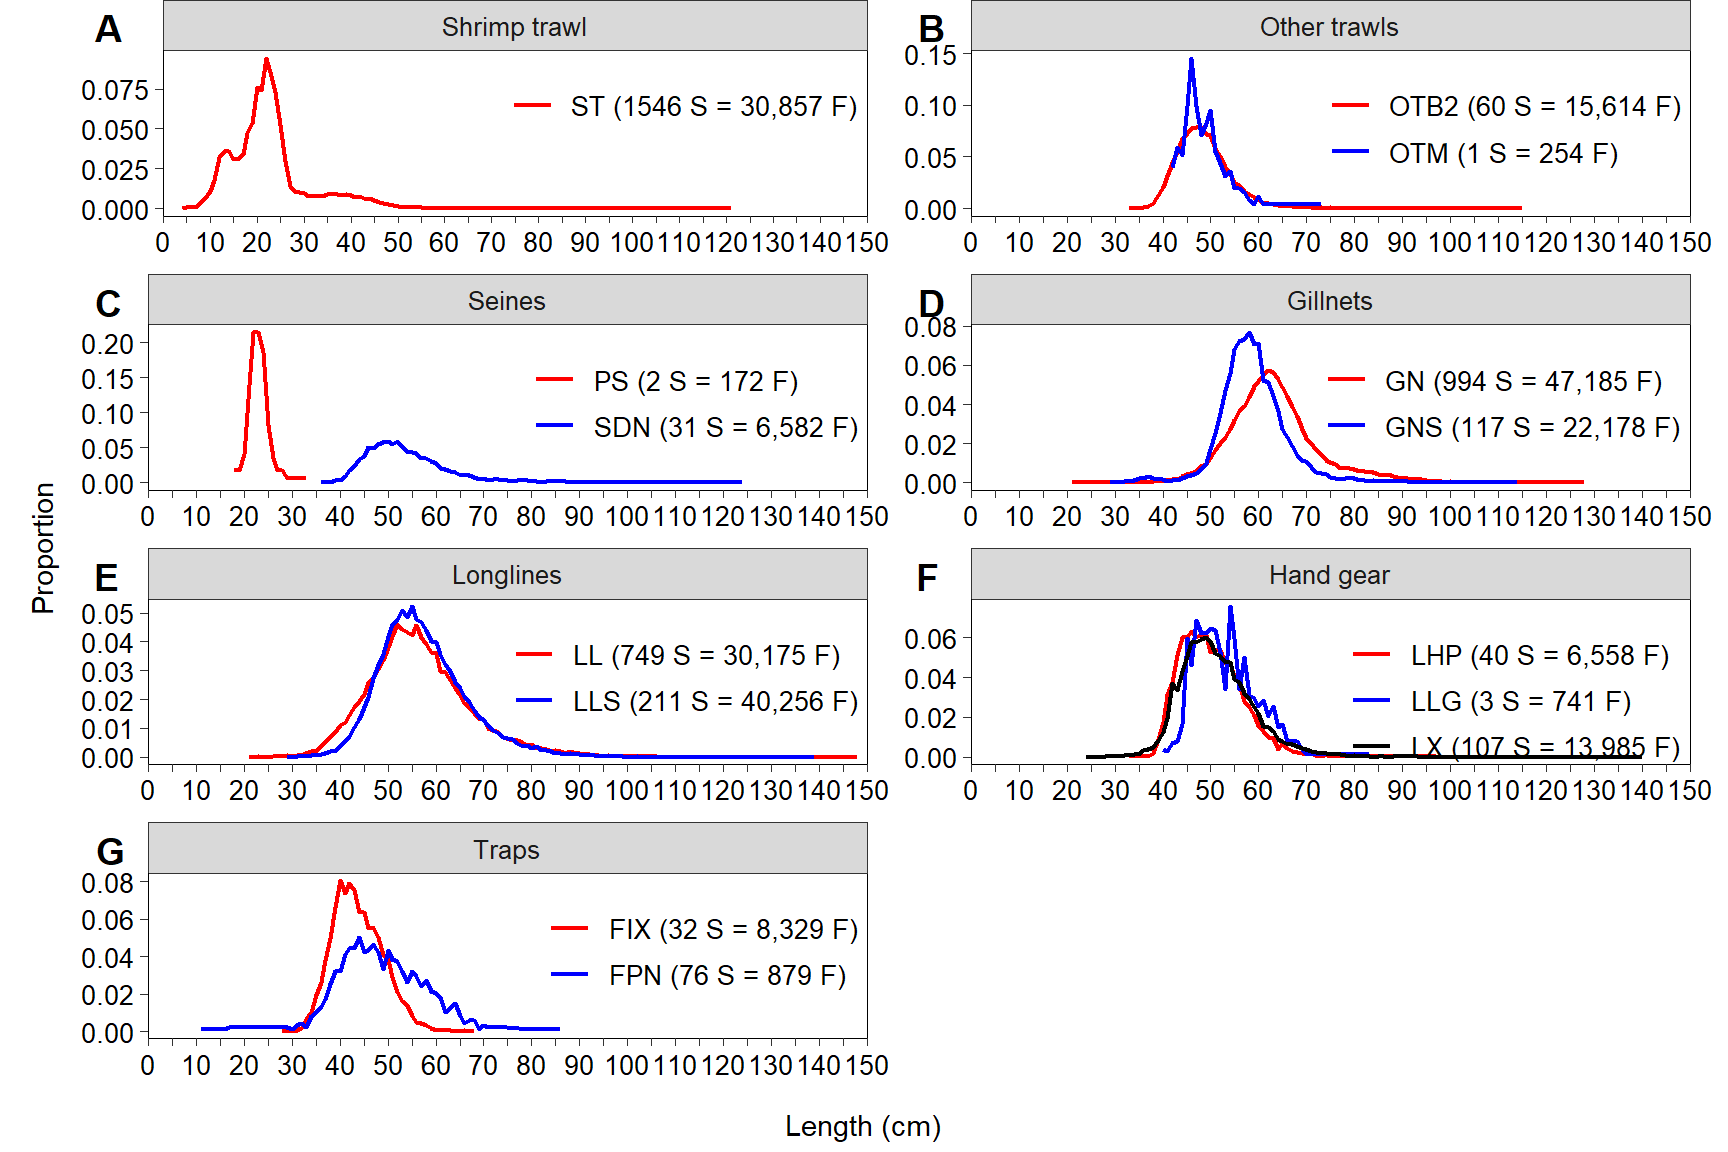 A
Shrimp trawl
0.075
0.050
0.025
0.000
ST (1546 S = 30,857 F)
0 10 20 30 40 50 60 70 80 90 100 110 120 130 140 150
B
Other trawls
0.15
0.10
0.05
0.00
OTB2 (60 S = 15,614 F)
OTM (1 S = 254 F)
0 10 20 30 40 50 60 70 80 90 100 110 120 130 140 150
C
Seines
0.20
0.15
0.10
0.05
0.00
PS (2 S = 172 F)
SDN (31 S = 6,582 F)
0 10 20 30 40 50 60 70 80 90 100 110 120 130 140 150
D
Gillnets
0.08
0.06
0.04
0.02
0.00
GN (994 S = 47,185 F)
GNS (117 S = 22,178 F)
0 10 20 30 40 50 60 70 80 90 100 110 120 130 140 150
Proportion
E
Longlines
0.05
0.04
0.03
0.02
0.01
0.00
LL (749 S = 30,175 F)
LLS (211 S = 40,256 F)
0 10 20 30 40 50 60 70 80 90 100 110 120 130 140 150
F
Hand gear
0.06
0.04
0.02
0.00
LHP (40 S = 6,558 F)
LLG (3 S = 741 F)
LX (107 S = 13,985 F)
0 10 20 30 40 50 60 70 80 90 100 110 120 130 140 150
G
Traps
0.08
0.06
0.04
0.02
0.00
FIX (32 S = 8,329 F)
FPN (76 S = 879 F)
0 10 20 30 40 50 60 70 80 90 100 110 120 130 140 150
Length (cm)